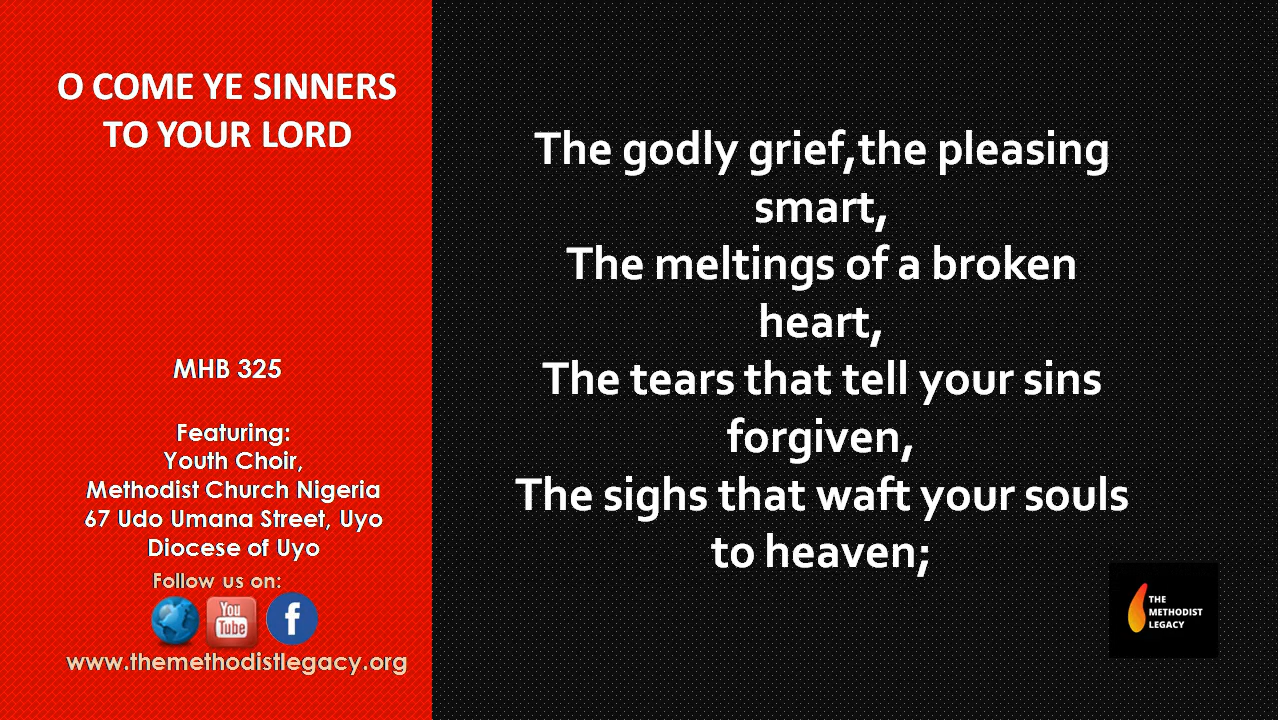 O COME YE SINNERS
TO YOUR LORD
MHB 325
Featuring:
Youth Choir,
Methodist Church Nigeria
67 Udo Umana Street, Uyo
Diocese of Uyo
Follow us on:
You
Tube
f
www.themethodistlegacy.org
The godly grief,the pleasing
smart,
The meltings of a broken
heart,
The tears that tell your sins
forgiven,
The sighs that waft your souls
to heaven;
THE
METHODIST
LEGACY